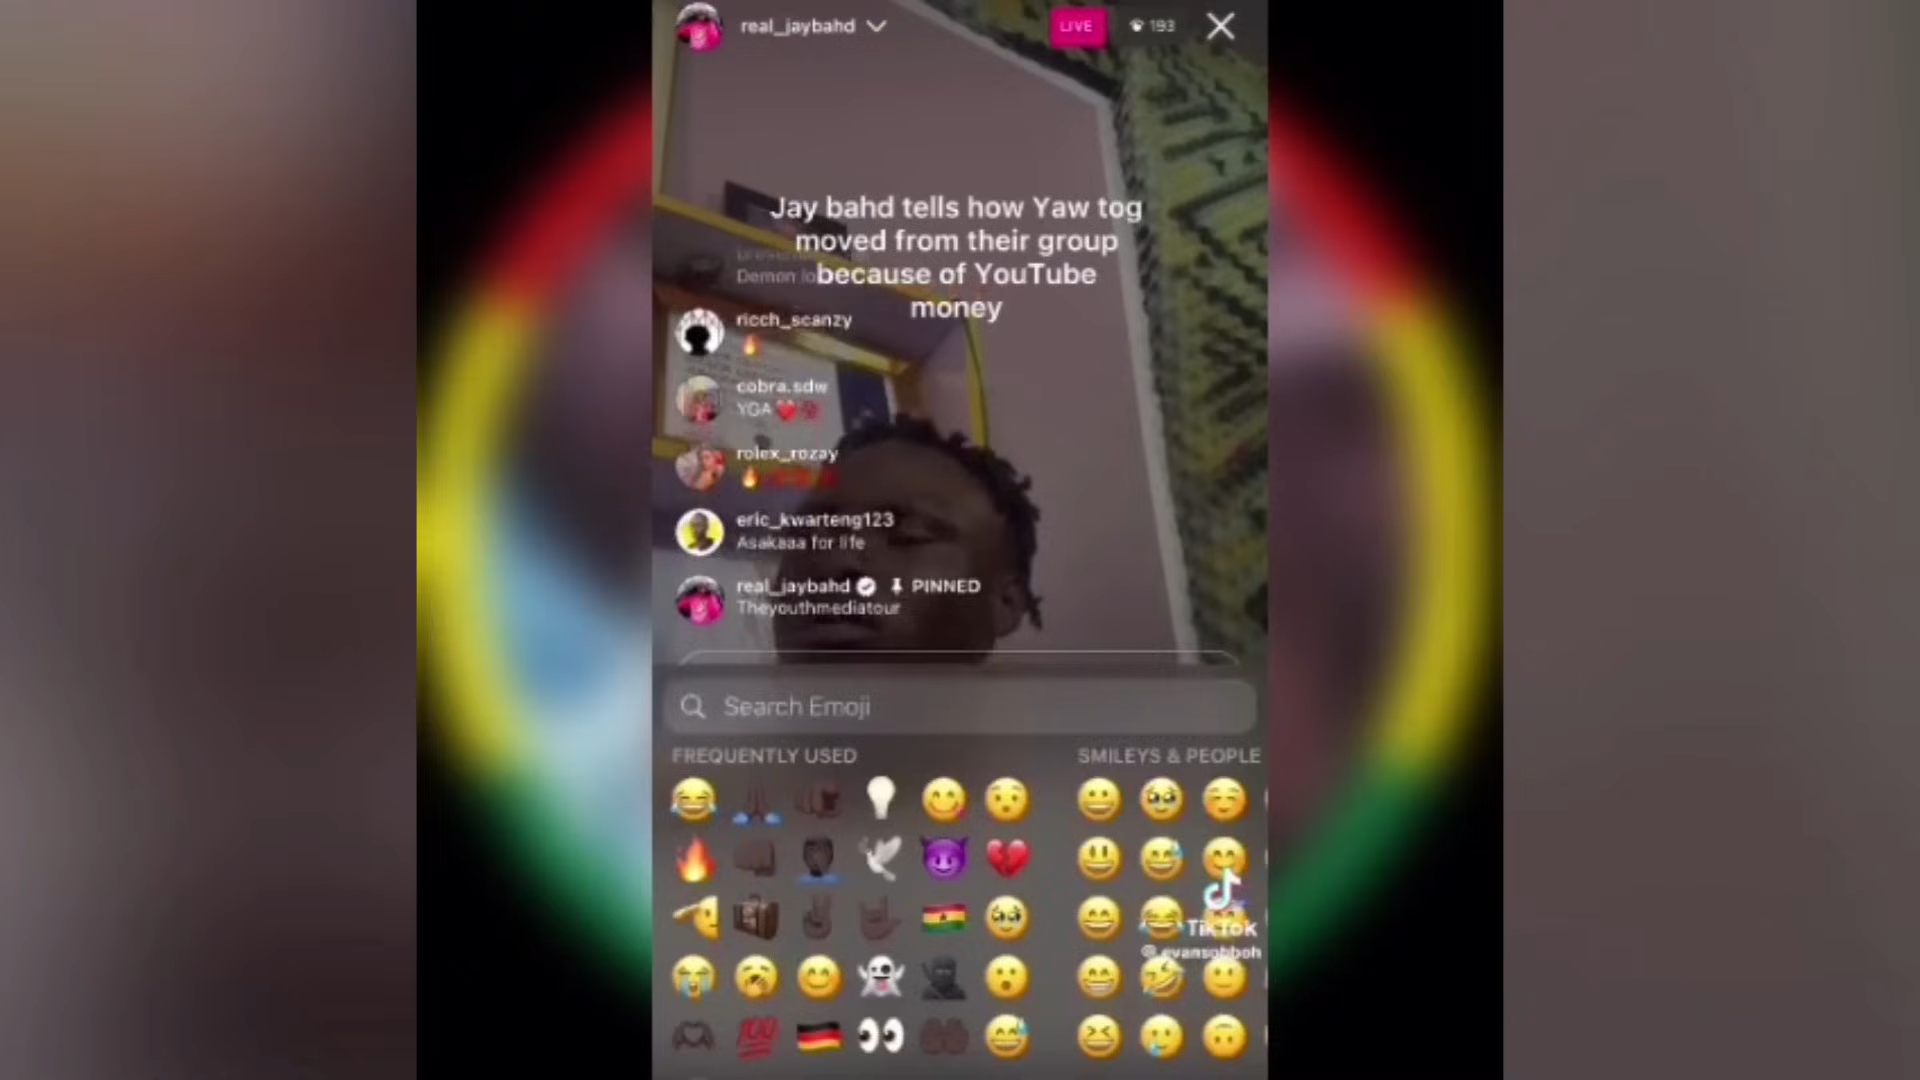 real_jaybahd
LIVE
193
Jay bahd tells how Yaw tog
moved from their group
because of YouTube
money
Demon
ricch_scanzy
cobra.sdw
YGA
rolex_rozay
eric_kwarteng123
Asakaaa for life
real_jaybahd PINNED
Theyouthmediatour
Search Emoji
FREQUENTLY USED
SMILEYS & PEOPLE
TikTok
@_evansobboh